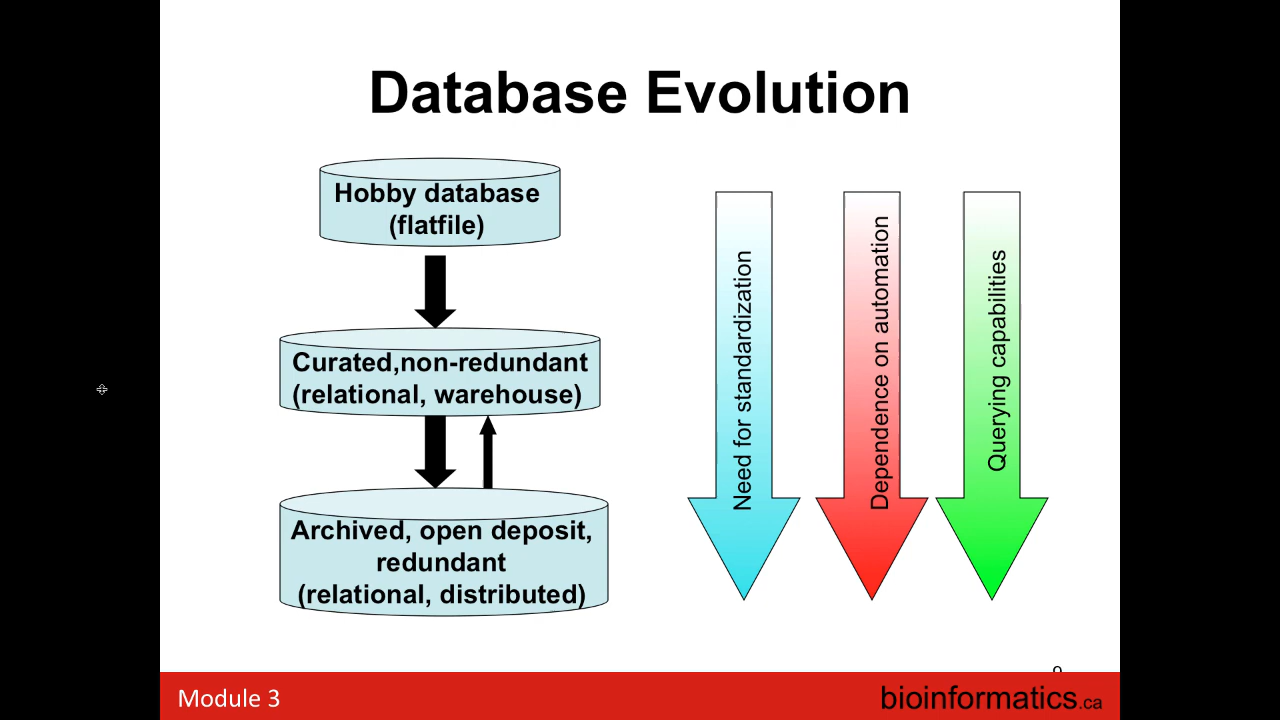 Database Evolution
Hobby database
(flatfile)
Curated,non-redundant
(relational, warehouse)
Archived, open deposit,
redundant
(relational, distributed)
Need for standardization
Dependence on automation
Querying capabilities
Module 3
bioinformatics.ca